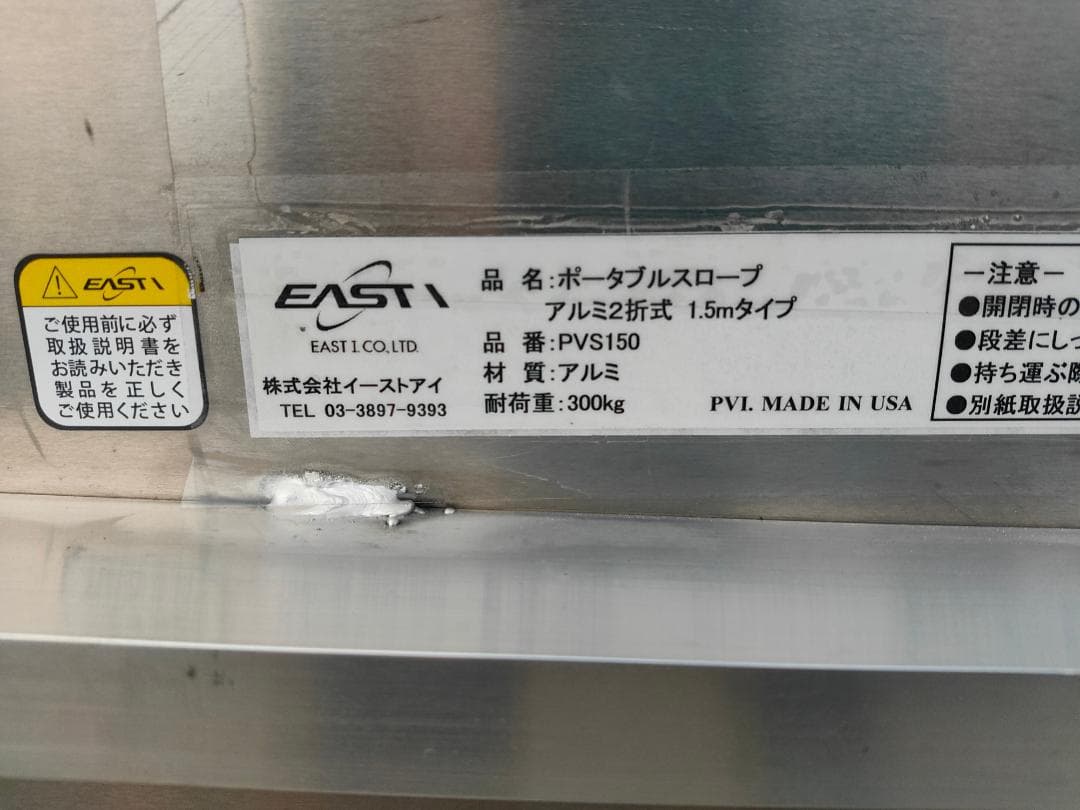 EAST I
ご使用前に必ず
取扱説明書を
お読みいただき
製品を正しく
ご使用ください
EAST I
EAST I.CO.,LTD.
株式会社イーストアイ
TEL 03-3897-9393
品 名:ポータブルスロープ
アルミ2折式 1.5mタイプ
品 番:PVS150
材 質:アルミ
耐荷重:300kg
PVI. MADE IN USA
－注意－
●開閉時の
●段差にしっ
●持ち運ぶ際
●別紙取扱説